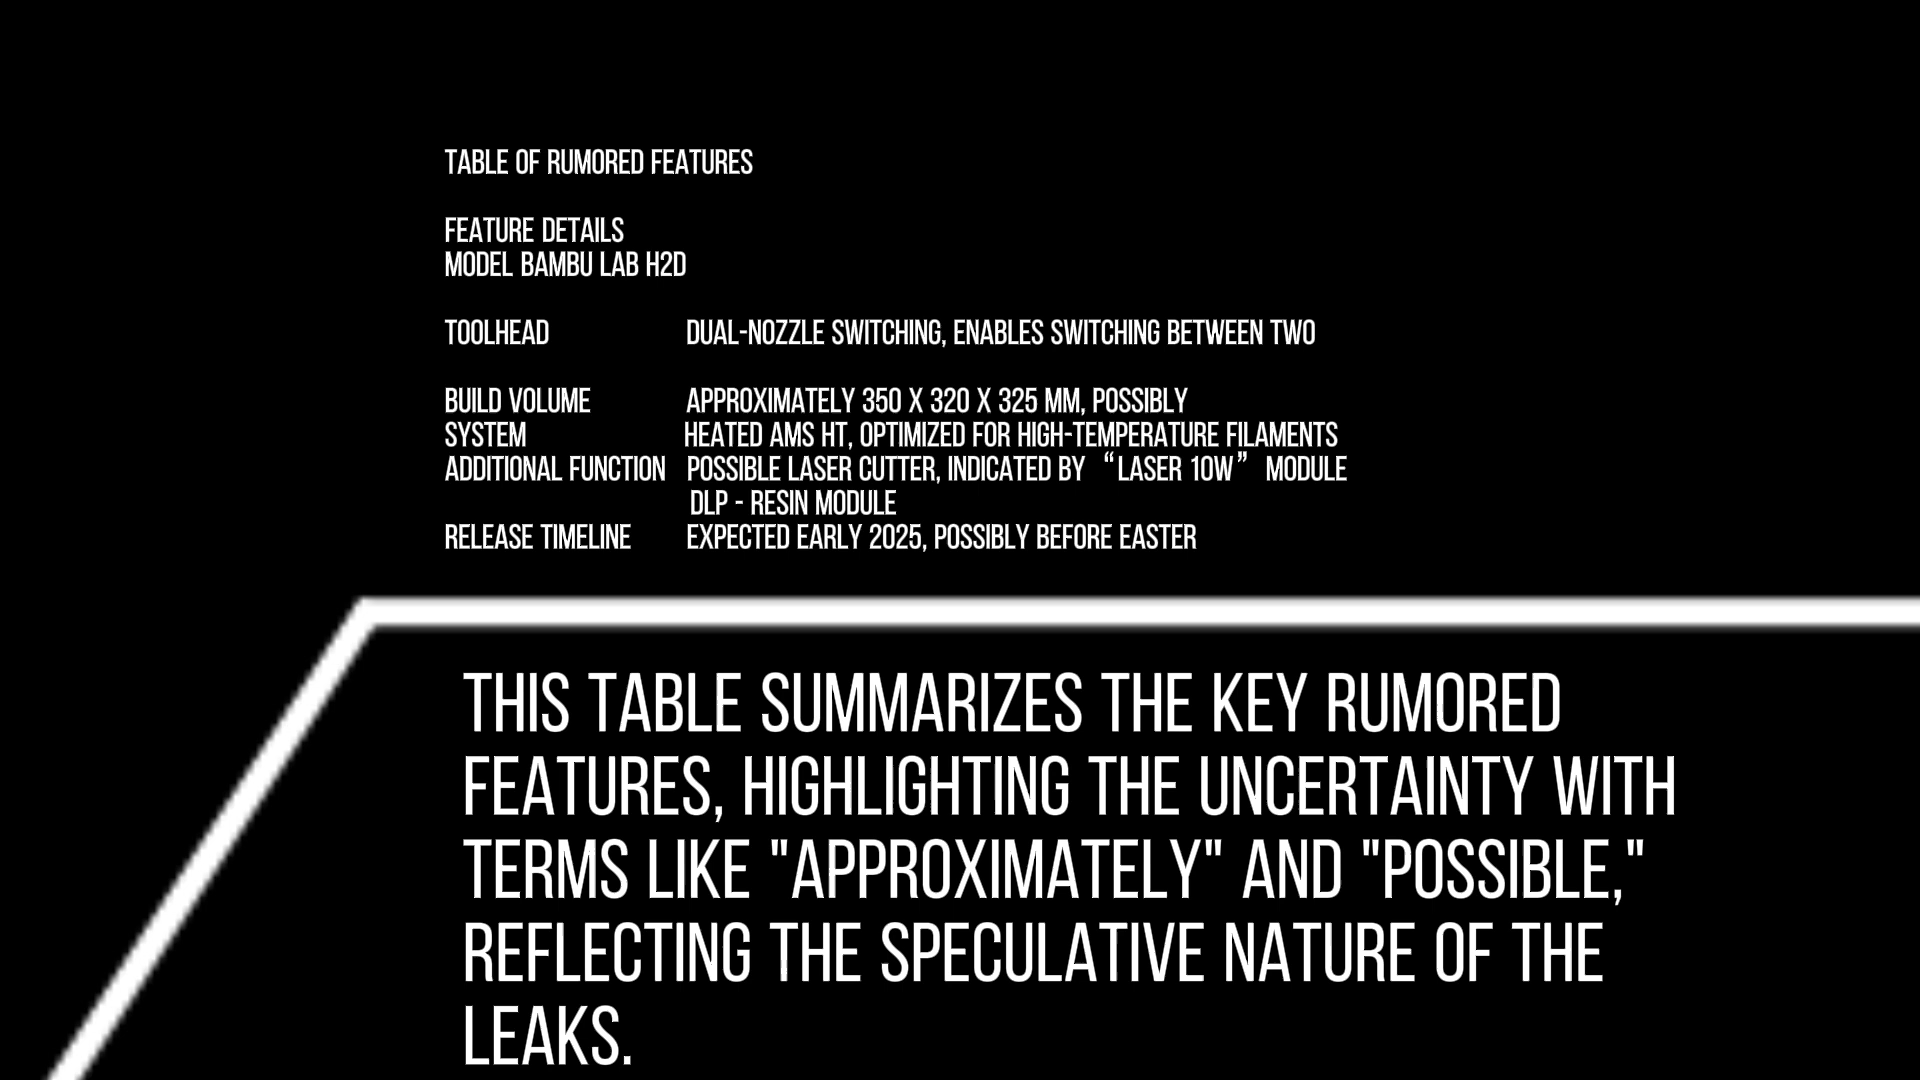 TABLE OF RUMORED FEATURES
FEATURE DETAILS
MODEL BAMBU LAB H2D
TOOLHEAD DUAL-NOZZLE SWITCHING, ENABLES SWITCHING BETWEEN TWO
BUILD VOLUME APPROXIMATELY 350 X 320 X 325 MM, POSSIBLY
SYSTEM HEATED AMS HT, OPTIMIZED FOR HIGH-TEMPERATURE FILAMENTS
ADDITIONAL FUNCTION POSSIBLE LASER CUTTER, INDICATED BY “LASER 10W” MODULE
DLP - RESIN MODULE
RELEASE TIMELINE EXPECTED EARLY 2025, POSSIBLY BEFORE EASTER
THIS TABLE SUMMARIZES THE KEY RUMORED
FEATURES, HIGHLIGHTING THE UNCERTAINTY WITH
TERMS LIKE "APPROXIMATELY" AND "POSSIBLE,"
REFLECTING THE SPECULATIVE NATURE OF THE
LEAKS.